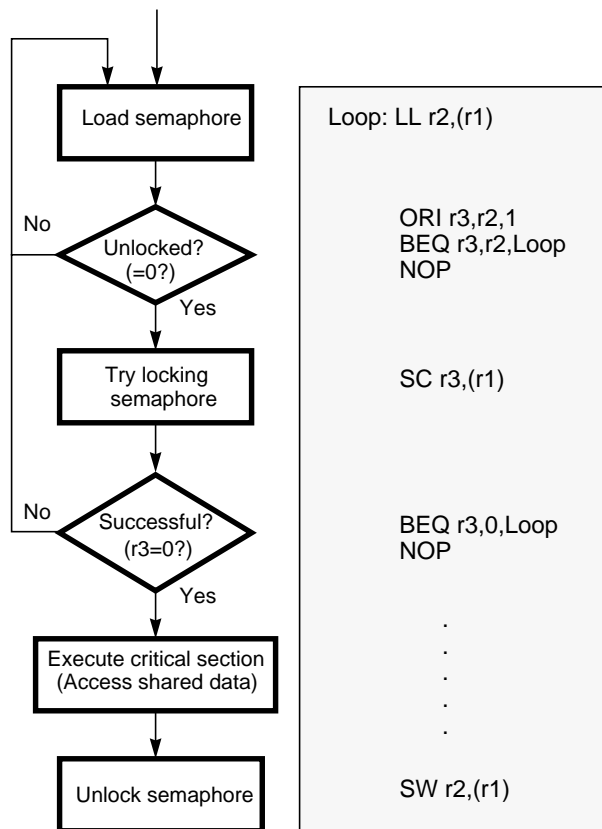 Load semaphore
Loop: LL r2,(r1)
No
Unlocked?
(=0?)
ORI r3,r2,1
BEQ r3,r2,Loop
NOP
Yes
Try locking
semaphore
SC r3,(r1)
No
Successful?
(r3=0?)
BEQ r3,0,Loop
NOP
Yes
.
.
.
.
.
Execute critical section
(Access shared data)
Unlock semaphore
SW r2,(r1)